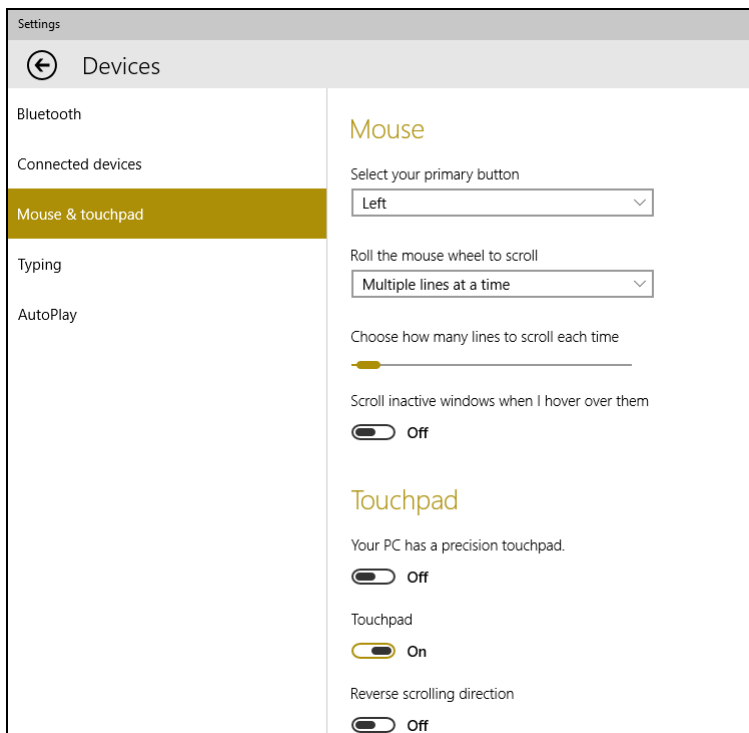 Settings
Devices
Bluetooth
Connected devices
Mouse & touchpad
Typing
AutoPlay
Mouse
Select your primary button
Left
Roll the mouse wheel to scroll
Multiple lines at a time
Choose how many lines to scroll each time
Scroll inactive windows when I hover over them
Off
Touchpad
Your PC has a precision touchpad.
Off
Touchpad
On
Reverse scrolling direction
Off